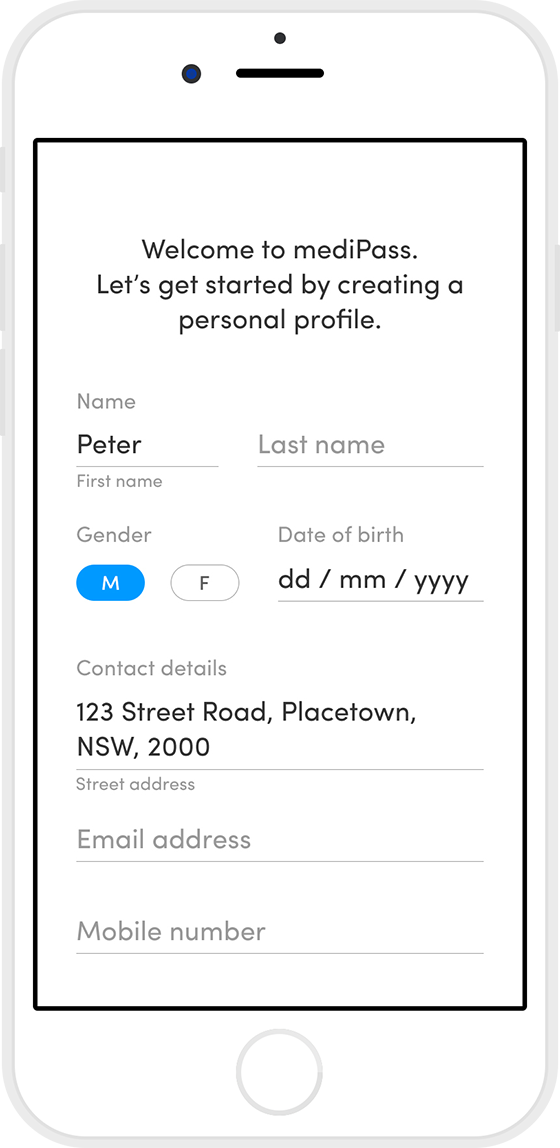 Welcome to mediPass.
Let's get started by creating a
personal profile.
Name
Peter Last name
First name
Gender Date of birth
M F dd / mm / yyyy
Contact details
123 Street Road, Placetown,
NSW, 2000
Street address
Email address
Mobile number